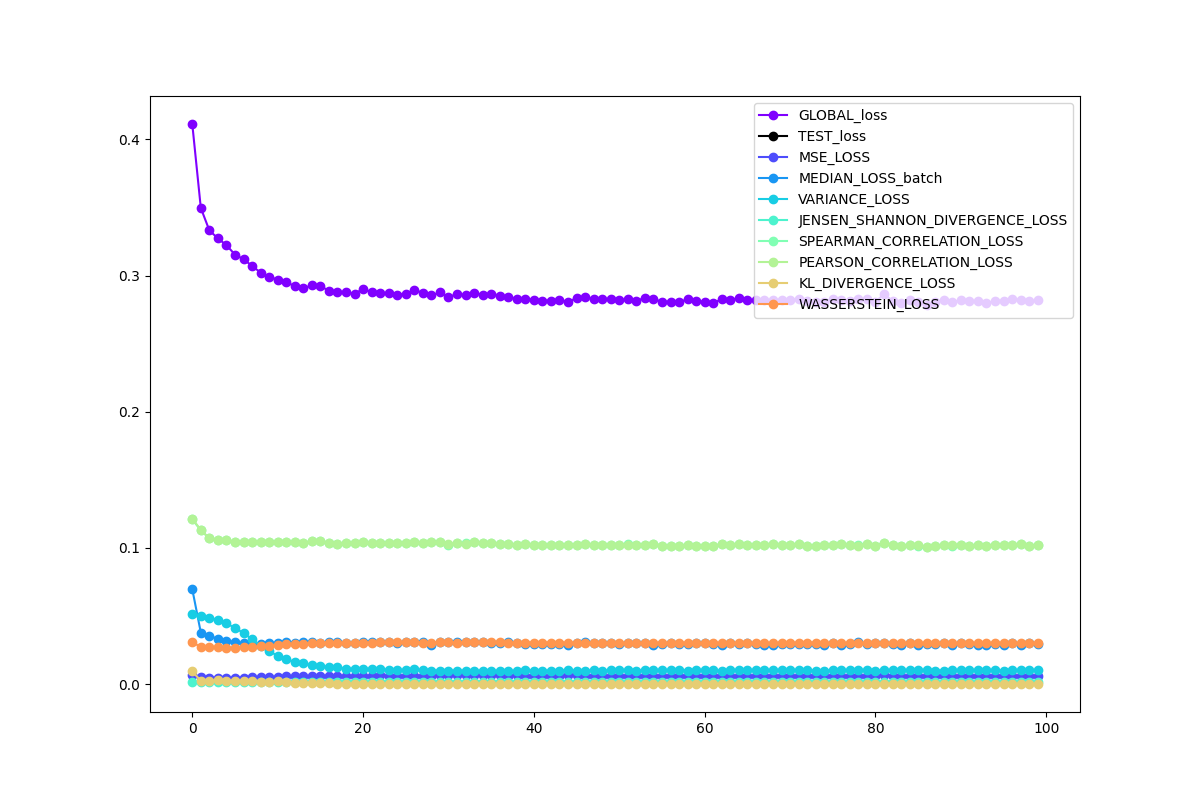 GLOBAL_loss
TEST_loss
MSE_LOSS
MEDIAN_LOSS_batch
VARIANCE_LOSS
JENSEN_SHANNON_DIVERGENCE_LOSS
SPEARMAN_CORRELATION_LOSS
PEARSON_CORRELATION_LOSS
KL_DIVERGENCE_LOSS
WASSERSTEIN_LOSS
0.4
0.3
0.2
0.1
0.0
0 20 40 60 80 100